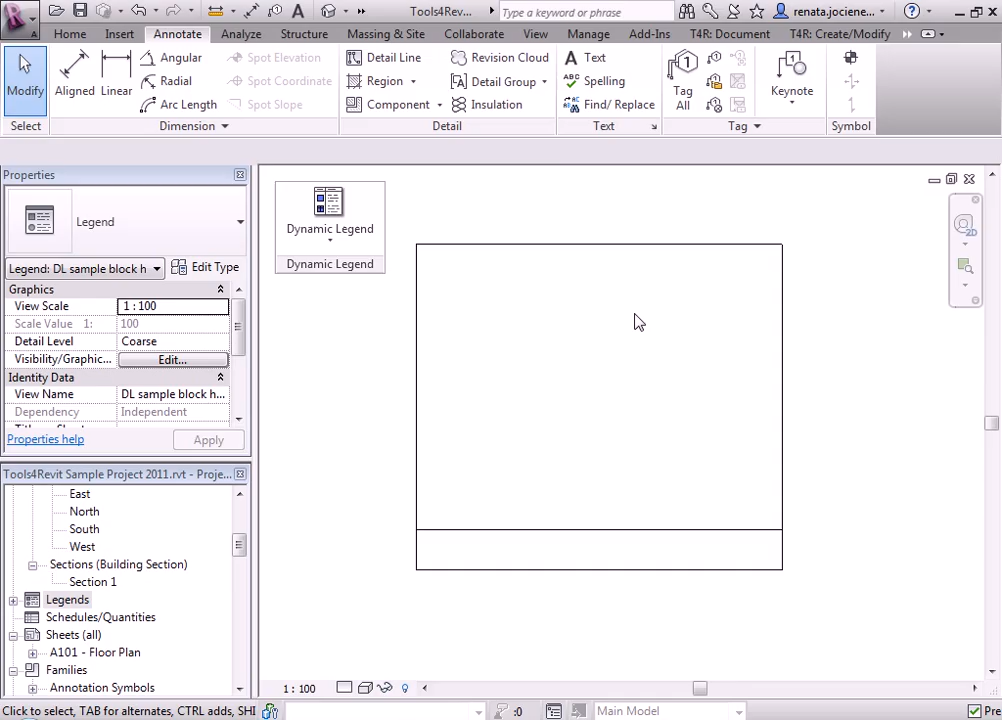 Tools4Rev...
Type a keyword or phrase
renata.jociene...
Home
Insert
Annotate
Analyze
Structure
Massing & Site
Collaborate
View
Manage
Add-Ins
T4R: Document
T4R: Create/Modify
Modify
Select
Aligned
Linear
Angular
Radial
Arc Length
Spot Elevation
Spot Coordinate
Spot Slope
Dimension
Detail Line
Region
Component
Revision Cloud
Detail Group
Insulation
Detail
Text
Spelling
Find/ Replace
Text
Tag
All
Keynote
Tag
Symbol
Properties
Legend
Legend: DL sample block h
Edit Type
Graphics
View Scale
1 : 100
Scale Value 1:
100
Detail Level
Coarse
Visibility/Graphic...
Edit...
Identity Data
View Name
DL sample block h...
Dependency
Independent
Properties help
Apply
Dynamic Legend
Dynamic Legend
2D
Tools4Revit Sample Project 2011.rvt - Proje...
East
North
South
West
Sections (Building Section)
Section 1
Legends
Schedules/Quantities
Sheets (all)
A101 - Floor Plan
Families
Annotation Symbols
1 : 100
Click to select, TAB for alternates, CTRL adds, SHI
:0
Main Model
Pre